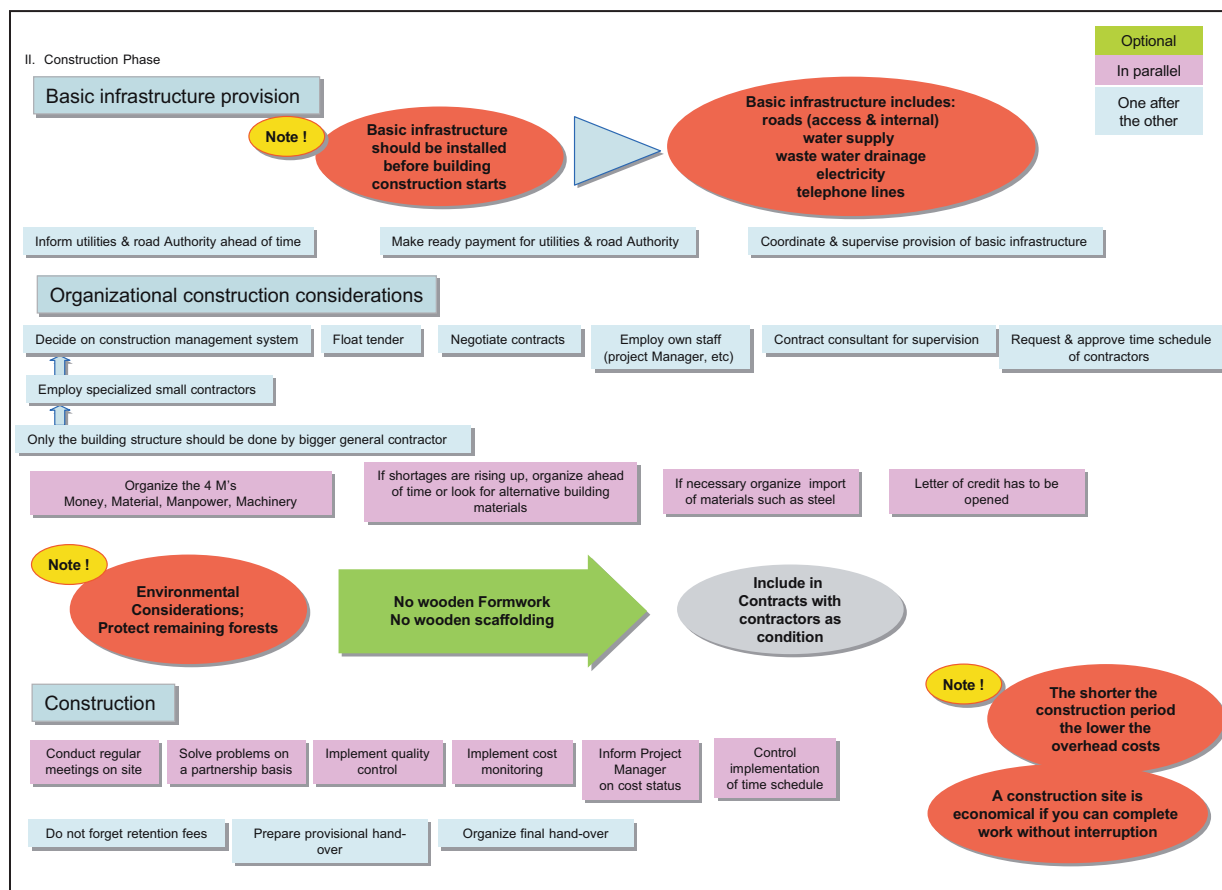 II. Construction Phase
Optional
In parallel
One after
the other
Basic infrastructure provision
Note !
Basic infrastructure
should be installed
before building
construction starts
Basic infrastructure includes:
roads (access & internal)
water supply
waste water drainage
electricity
telephone lines
Inform utilities & road Authority ahead of time
Make ready payment for utilities & road Authority
Coordinate & supervise provision of basic infrastructure
Organizational construction considerations
Decide on construction management system
Float tender
Negotiate contracts
Employ own staff
(project Manager, etc)
Contract consultant for supervision
Request & approve time schedule
of contractors
Employ specialized small contractors
Only the building structure should be done by bigger general contractor
Organize the 4 M's
Money, Material, Manpower, Machinery
If shortages are rising up, organize ahead
of time or look for alternative building
materials
If necessary organize import
of materials such as steel
Letter of credit has to be
opened
Note !
Environmental
Considerations;
Protect remaining forests
No wooden Formwork
No wooden scaffolding
Include in
Contracts with
contractors as
condition
Note !
The shorter the
construction period
the lower the
overhead costs
A construction site is
economical if you can complete
work without interruption
Construction
Conduct regular
meetings on site
Solve problems on
a partnership basis
Implement quality
control
Implement cost
monitoring
Inform Project
Manager
on cost status
Control
implementation
of time schedule
Do not forget retention fees
Prepare provisional hand-
over
Organize final hand-over